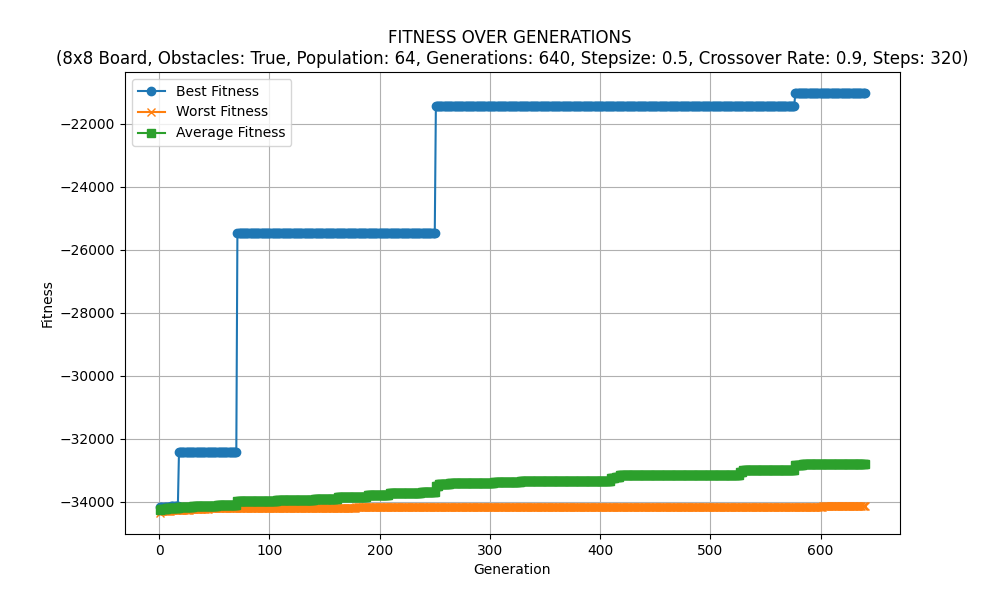 FITNESS OVER GENERATIONS
(8x8 Board, Obstacles: True, Population: 64, Generations: 640, Stepsize: 0.5, Crossover Rate: 0.9, Steps: 320)
Best Fitness
Worst Fitness
Average Fitness
Fitness
−22000
−24000
−26000
−28000
−30000
−32000
−34000
0 100 200 300 400 500 600
Generation